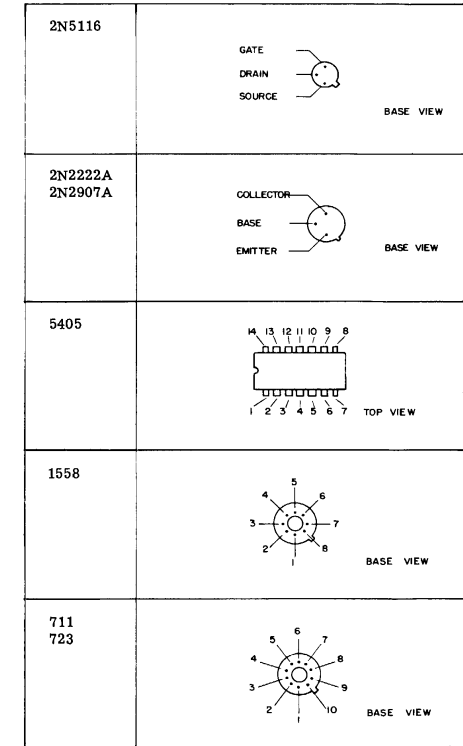 2N5116
GATE
DRAIN
SOURCE
BASE VIEW
2N2222A
2N2907A
COLLECTOR
BASE
EMITTER
BASE VIEW
5405
14 13 12 11 10 9 8
1 2 3 4 5 6 7
TOP VIEW
1558
5
4 6
3 7
2 8
1
BASE VIEW
711
723
6
5 7
4 8
3 9
2 10
1
BASE VIEW